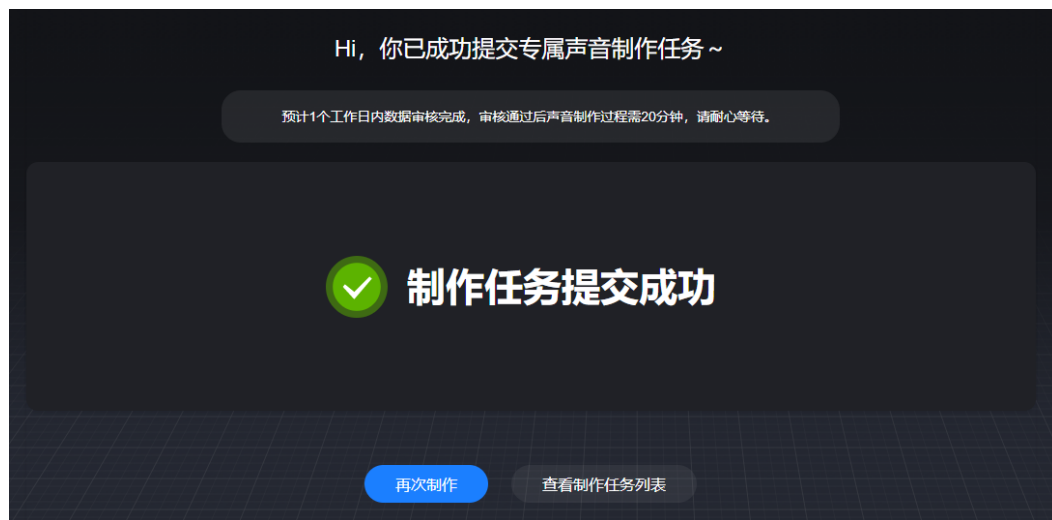 Hi，你已成功提交专属声音制作任务～
预计1个工作日内数据审核完成，审核通过后声音制作过程需20分钟，请耐心等待。
制作任务提交成功
再次制作
查看制作任务列表